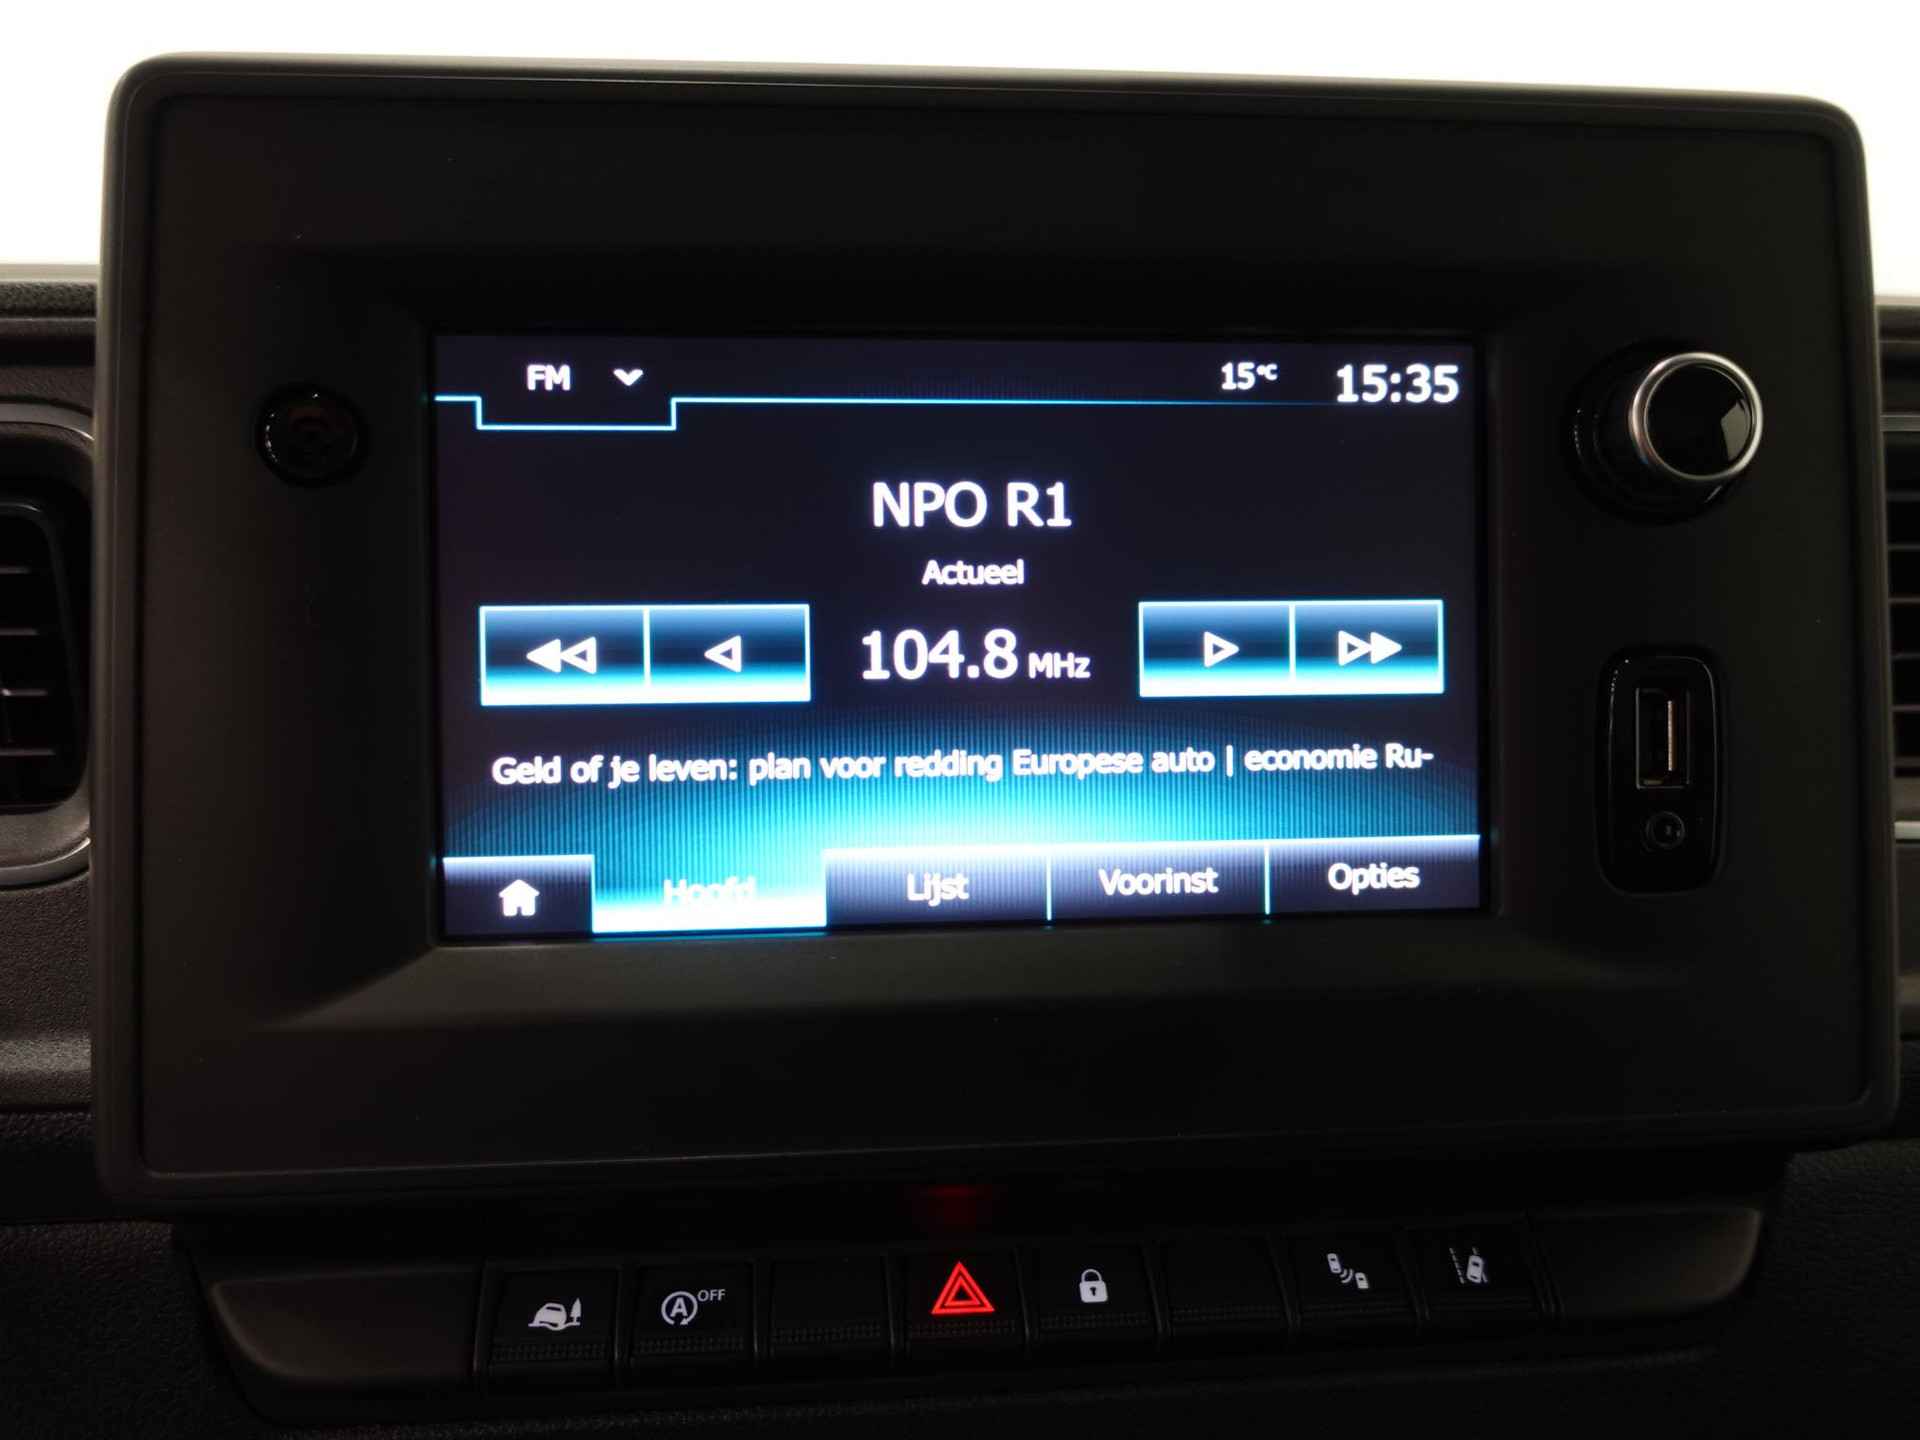 FM 15°C 15:35
NPO R1
Actueel
104.8 MHz
Geld of je leven: plan voor redding Europese auto | economie Ru-
Hoofd Lijst Voorinst Opties
A OFF